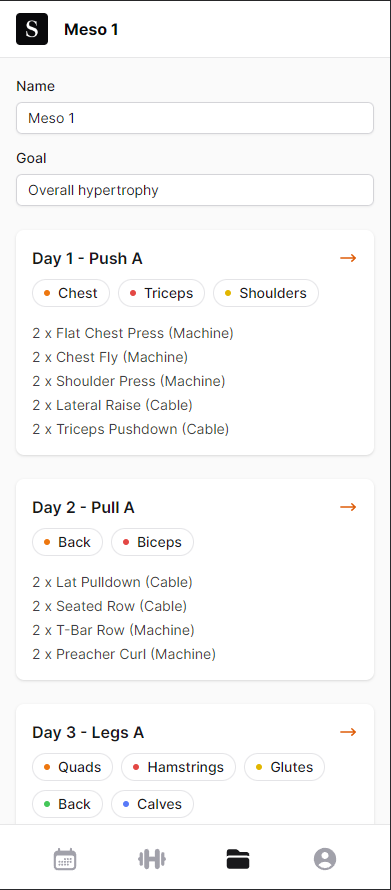 S Meso 1
Name
Meso 1
Goal
Overall hypertrophy
Day 1 - Push A →
Chest Triceps Shoulders
2 x Flat Chest Press (Machine)
2 x Chest Fly (Machine)
2 x Shoulder Press (Machine)
2 x Lateral Raise (Cable)
2 x Triceps Pushdown (Cable)
Day 2 - Pull A →
Back Biceps
2 x Lat Pulldown (Cable)
2 x Seated Row (Cable)
2 x T-Bar Row (Machine)
2 x Preacher Curl (Machine)
Day 3 - Legs A →
Quads Hamstrings Glutes
Back Calves